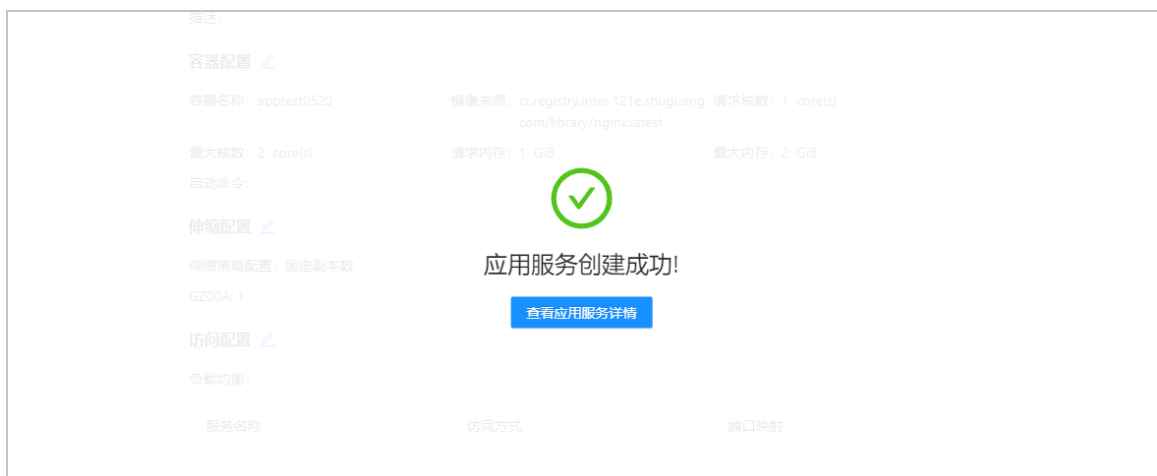 描述：
容器配置
容器名称：apptest0520 镜像来源：cr.registry.inter.121e.shuguang. 请求核数：1 core(s)
com/library/nginx:latest
最大核数：2 core(s) 请求内存：1 GiB 最大内存：2 GiB
启动命令：
伸缩配置
伸缩策略配置：固定副本数
应用服务创建成功!
GZ00A: 1
查看应用服务详情
访问配置
负载均衡：
服务名称 访问方式 端口映射